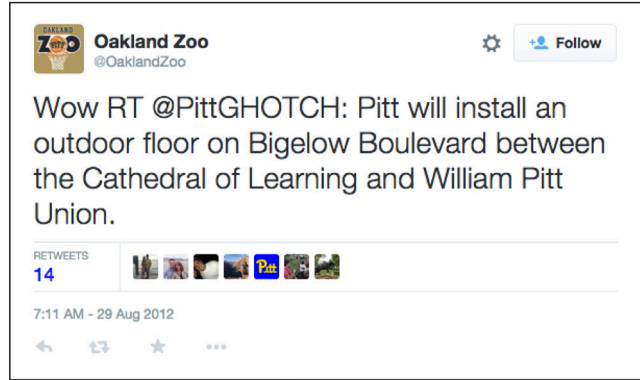 OAKLAND
ZOO
PITT
Oakland Zoo
@OaklandZoo
Follow
Wow RT @PittGHOTCH: Pitt will install an
outdoor floor on Bigelow Boulevard between
the Cathedral of Learning and William Pitt
Union.
RETWEETS
14
Pitt
7:11 AM - 29 Aug 2012